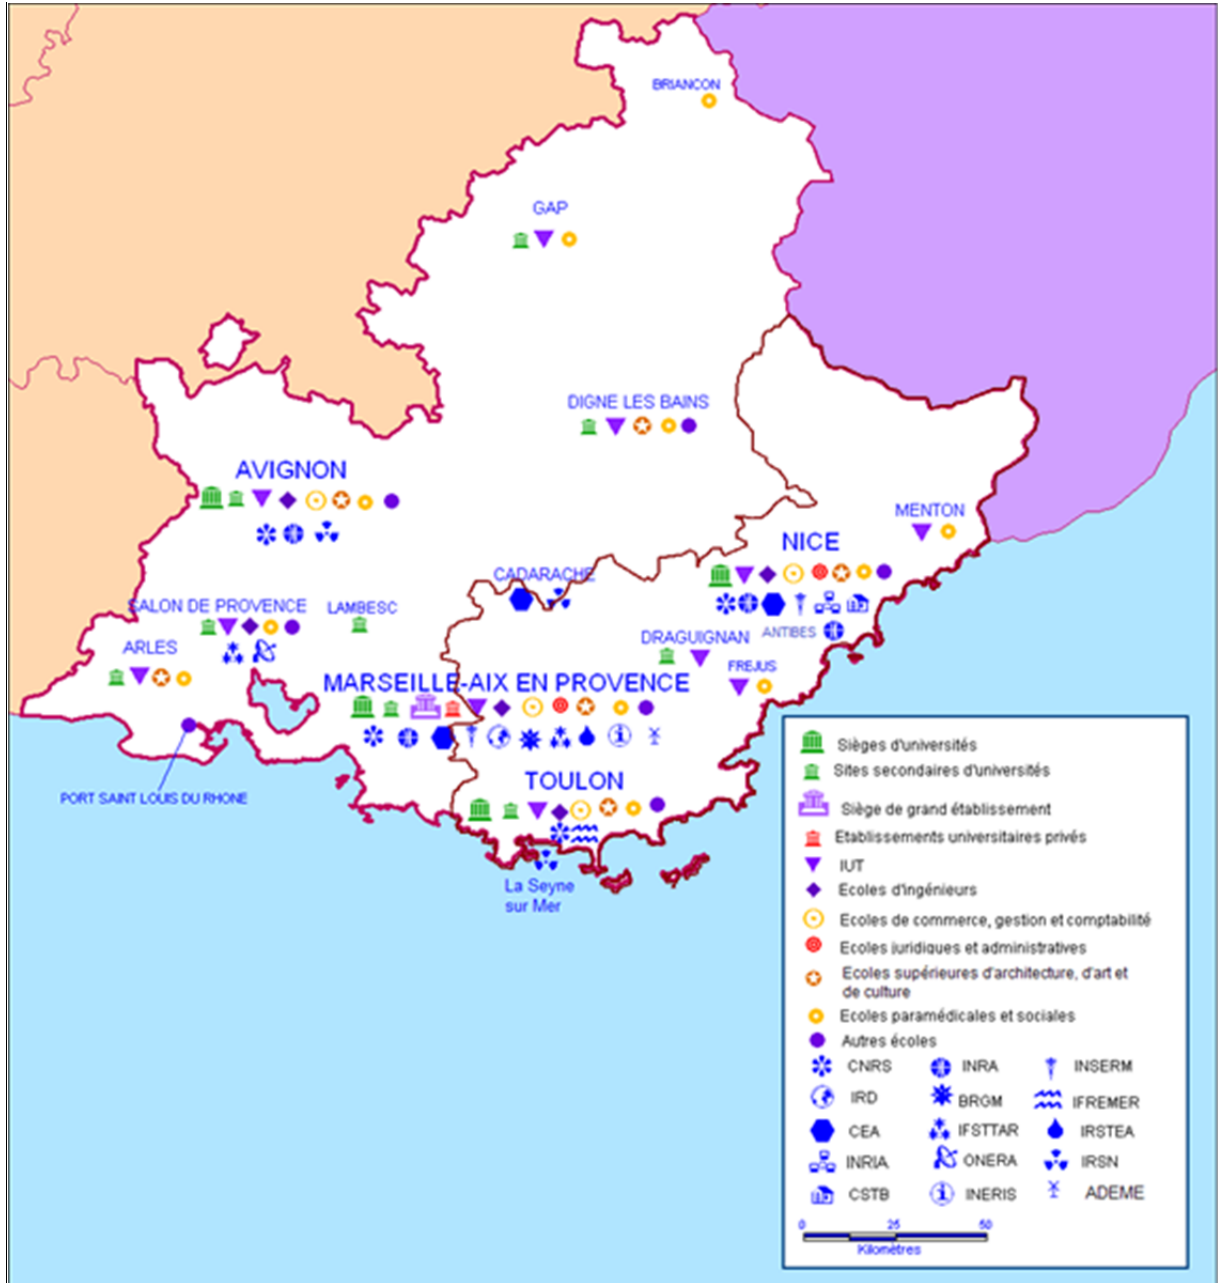 BRIANCON
GAP
DIGNE LES BAINS
AVIGNON
MENTON
NICE
CADARACHE
SALON DE PROVENCE
LAMBESC
ANTIBES
DRAGUIGNAN
ARLES
FREJUS
MARSEILLE-AIX EN PROVENCE
TOULON
PORT SAINT LOUIS DU RHONE
La Seyne
sur Mer
Sièges d'universités
Sites secondaires d'universités
Siège de grand établissement
Etablissements universitaires privés
IUT
Ecoles d'ingénieurs
Ecoles de commerce, gestion et comptabilité
Ecoles juridiques et administratives
Ecoles supérieures d'architecture, d'art et
de culture
Ecoles paramédicales et sociales
Autres écoles
CNRS INRA INSERM
IRD BRGM IFREMER
CEA IFSTTAR IRSTEA
INRIA ONERA IRSN
CSTB INERIS ADEME
0 25 50
Kilomètres